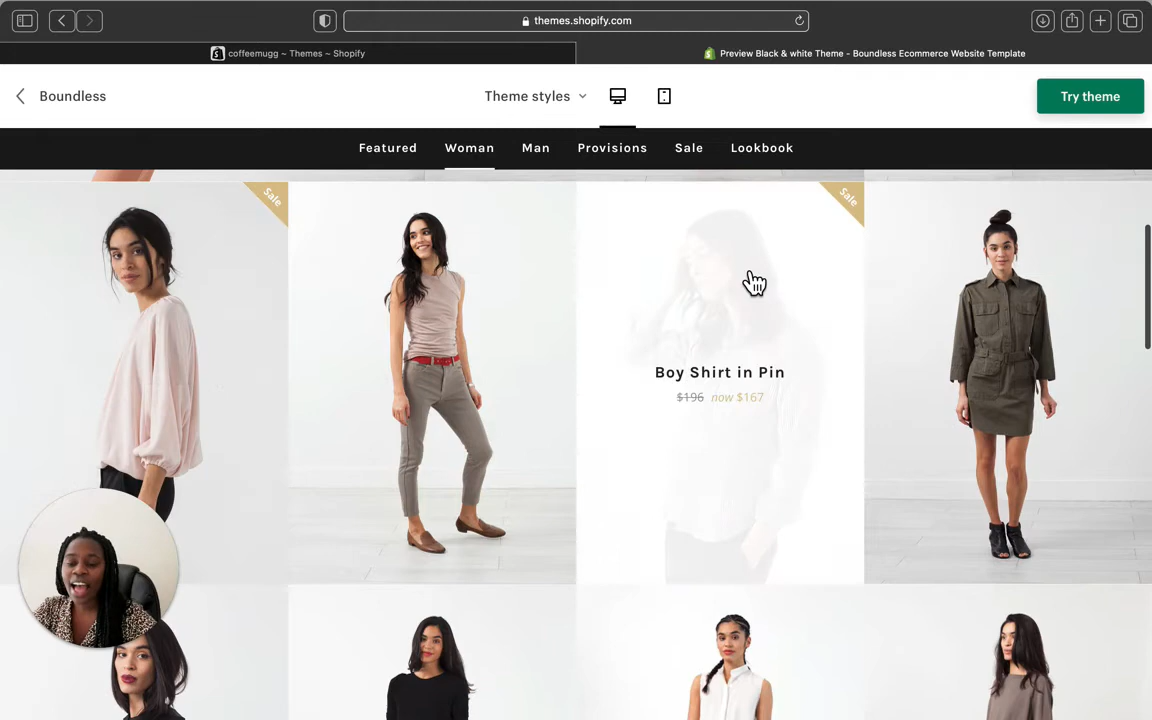 themes.shopify.com
coffeemugg ~ Themes ~ Shopify
Preview Black & white Theme - Boundless Ecommerce Website Template
Boundless
Theme styles
Try theme
Featured
Woman
Man
Provisions
Sale
Lookbook
Sale
Sale
Boy Shirt in Pin
$196 now $167